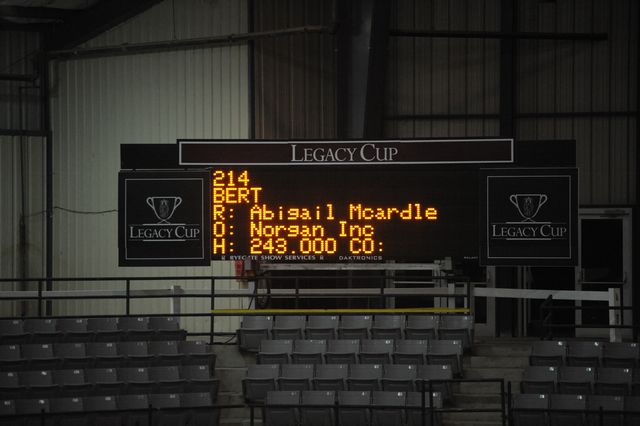 LEGACY CUP
214
BERT
R: Abigail Mcardle
O: Norgan Inc
H: 243.000 CO:
LEGACY CUP
LEGACY CUP
RYEGATE SHOW SERVICES DAKTRONICS